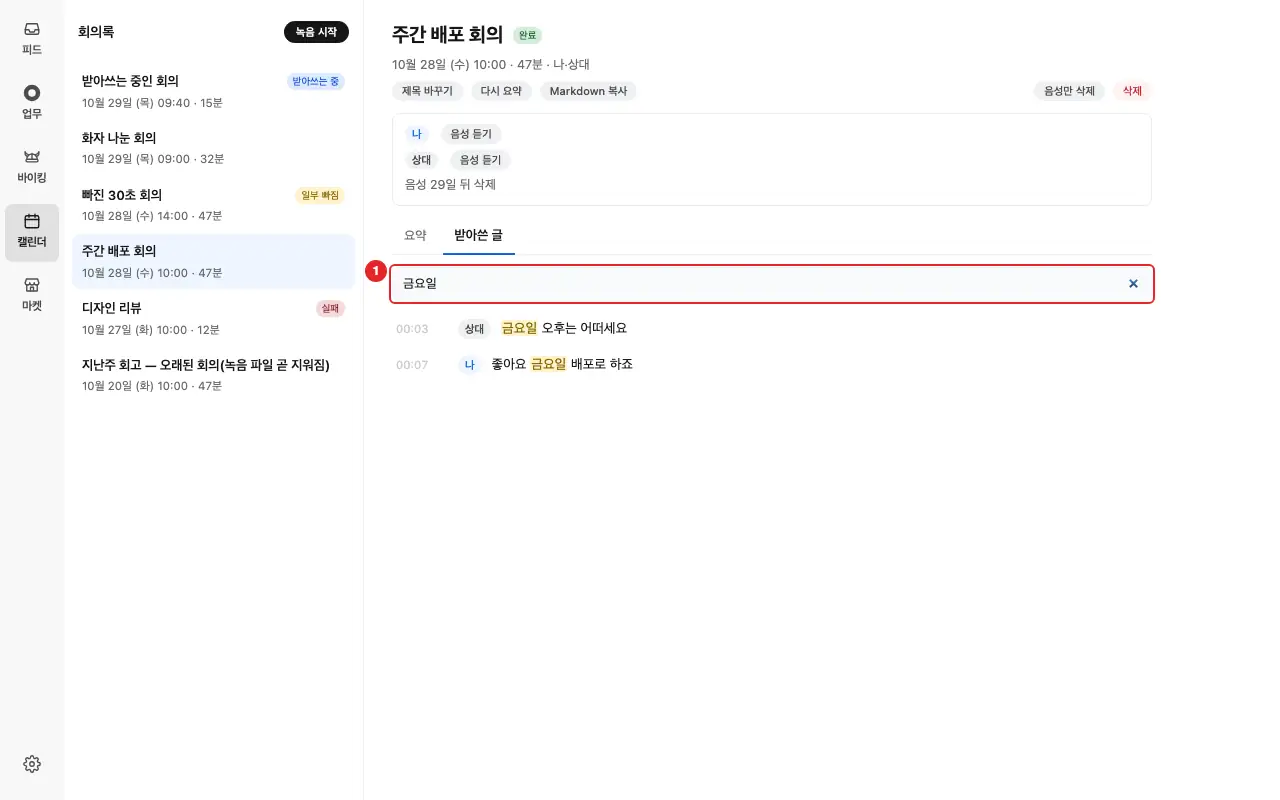 피드
업무
바이킹
캘린더
마켓
회의록
녹음 시작
받아쓰는 중인 회의
받아쓰는 중
10월 29일 (목) 09:40 · 15분
화자 나눈 회의
10월 29일 (목) 09:00 · 32분
빠진 30초 회의
일부 빠짐
10월 28일 (수) 14:00 · 47분
주간 배포 회의
10월 28일 (수) 10:00 · 47분
디자인 리뷰
실패
10월 27일 (화) 10:00 · 12분
지난주 회고 — 오래된 회의(녹음 파일 곧 지워짐)
10월 20일 (화) 10:00 · 47분
주간 배포 회의
완료
10월 28일 (수) 10:00 · 47분 · 나·상대
제목 바꾸기
다시 요약
Markdown 복사
음성만 삭제
삭제
나
음성 듣기
상대
음성 듣기
음성 29일 뒤 삭제
요약
받아쓴 글
1
금요일
00:03 상대 금요일 오후는 어떠세요
00:07 나 좋아요 금요일 배포로 하죠